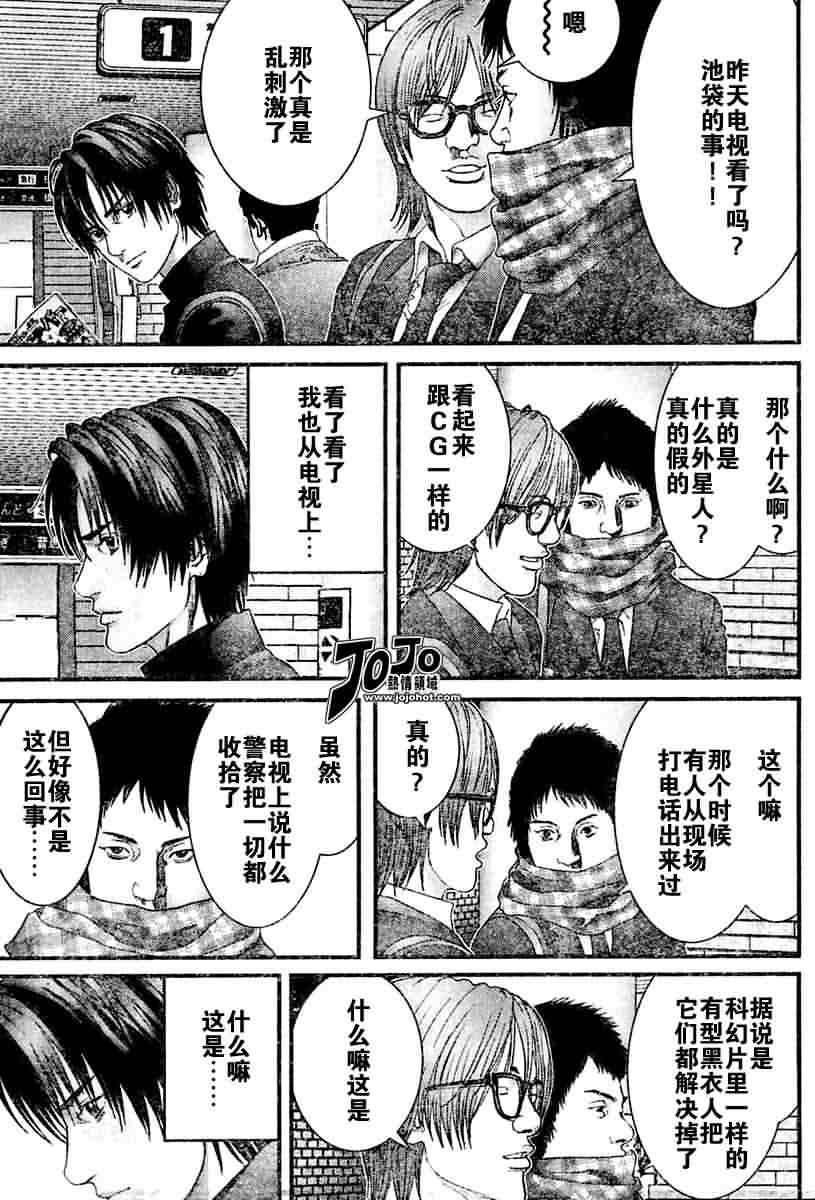 昨天电视看了吗？
池袋的事！！
嗯
那个真是
乱刺激了
1
急行
那个什么啊？
真的是
什么外星人？
真的假的
看起来
跟CG一样的
看了看了
我也从电视上…
JOJO
熱情領域
www.jojohot.com
这个嘛
那个时候
有人从现场
打电话出来过
真的？
虽然
电视上说什么
警察把一切都
收拾了
但好像不是
这么回事……
据说是
科幻片里一样的
有型黑衣人把
它们都解决掉了
什么嘛这是
什么嘛
这是……